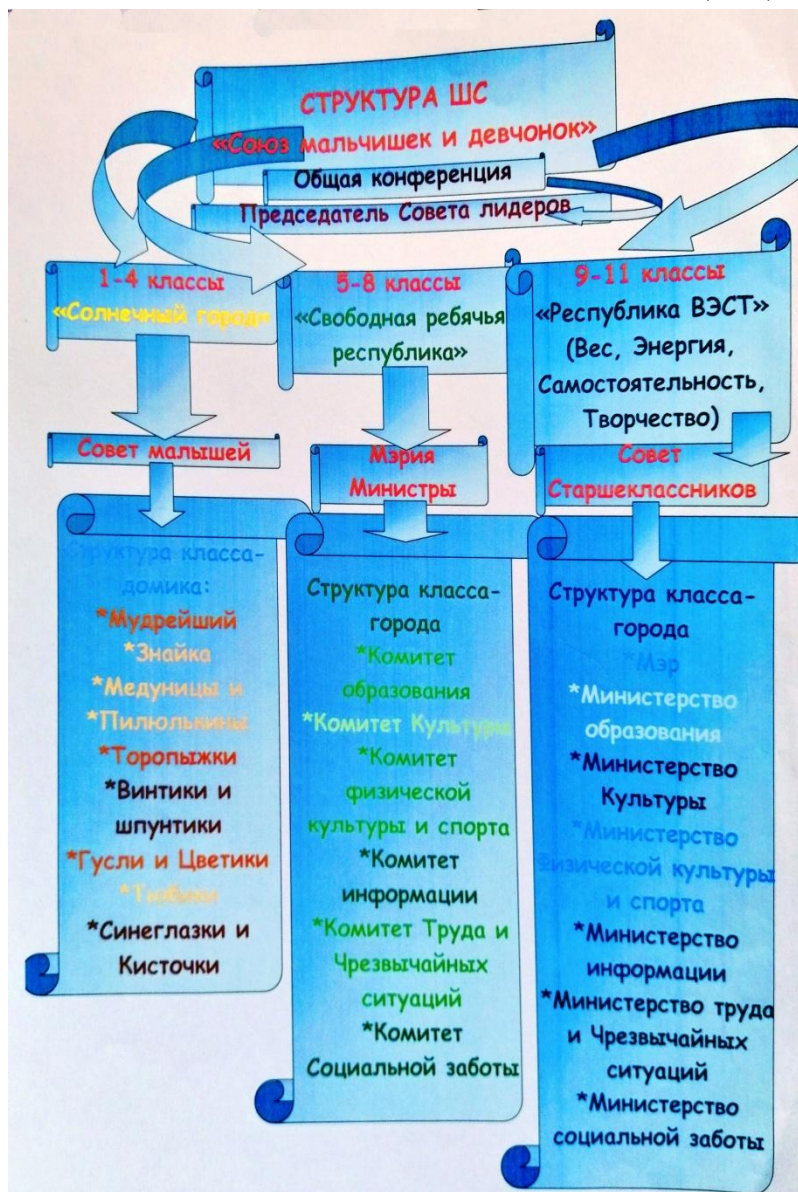 СТРУКТУРА ШС
«Союз мальчишек и девчонок»
Общая конференция
Председатель Совета лидеров
1-4 классы
«Солнечный город»
5-8 классы
«Свободная ребячья
республика»
9-11 классы
«Республика ВЭСТ»
(Вес, Энергия,
Самостоятельность,
Творчество)
Совет малышей
Мэрия
Министры
Совет
Старшеклассников
Структура класса-
домика:
*Мудрейший
*Знайка
*Медуницы и
*Пилюлькины
*Торопыжки
*Винтики и
шпунтики
*Гусли и Цветики
*Тюбики
*Синеглазки и
Кисточки
Структура класса-
города
*Комитет
образования
*Комитет Культуры
*Комитет
физической
культуры и спорта
*Комитет
информации
*Комитет Труда и
Чрезвычайных
ситуаций
*Комитет
Социальной заботы
Структура класса-
города
*Мэр
*Министерство
образования
*Министерство
Культуры
*Министерство
Физической культуры
и спорта
*Министерство
информации
*Министерство труда
и Чрезвычайных
ситуаций
*Министерство
социальной заботы